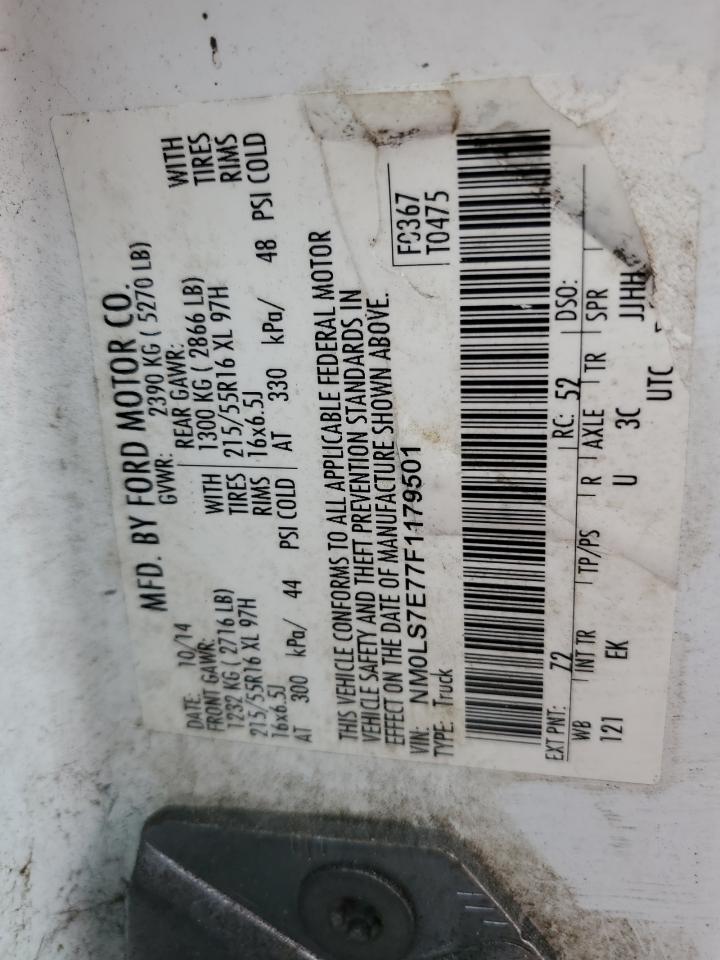 MFD. BY FORD MOTOR CO.
DATE: 10/14 GVWR: 2390 KG ( 5270 LB)
FRONT GAWR: REAR GAWR:
1232 KG ( 2716 LB) WITH 1300 KG ( 2866 LB) WITH
215/55R16 XL 97H TIRES 215/55R16 XL 97H TIRES
16x6.5J RIMS 16x6.5J RIMS
AT 300 kPa/ 44 PSI COLD AT 330 kPa/ 48 PSI COLD
THIS VEHICLE CONFORMS TO ALL APPLICABLE FEDERAL MOTOR
VEHICLE SAFETY AND THEFT PREVENTION STANDARDS IN
EFFECT ON THE DATE OF MANUFACTURE SHOWN ABOVE.
VIN: NM0LS7E77F1179501
TYPE: Truck
F0367
T0475
EXT PNT: Z2 RC: 52 DSO:
WB INT TR TP/PS R AXLE TR SPR
121 EK U 3C JJHH
UTC